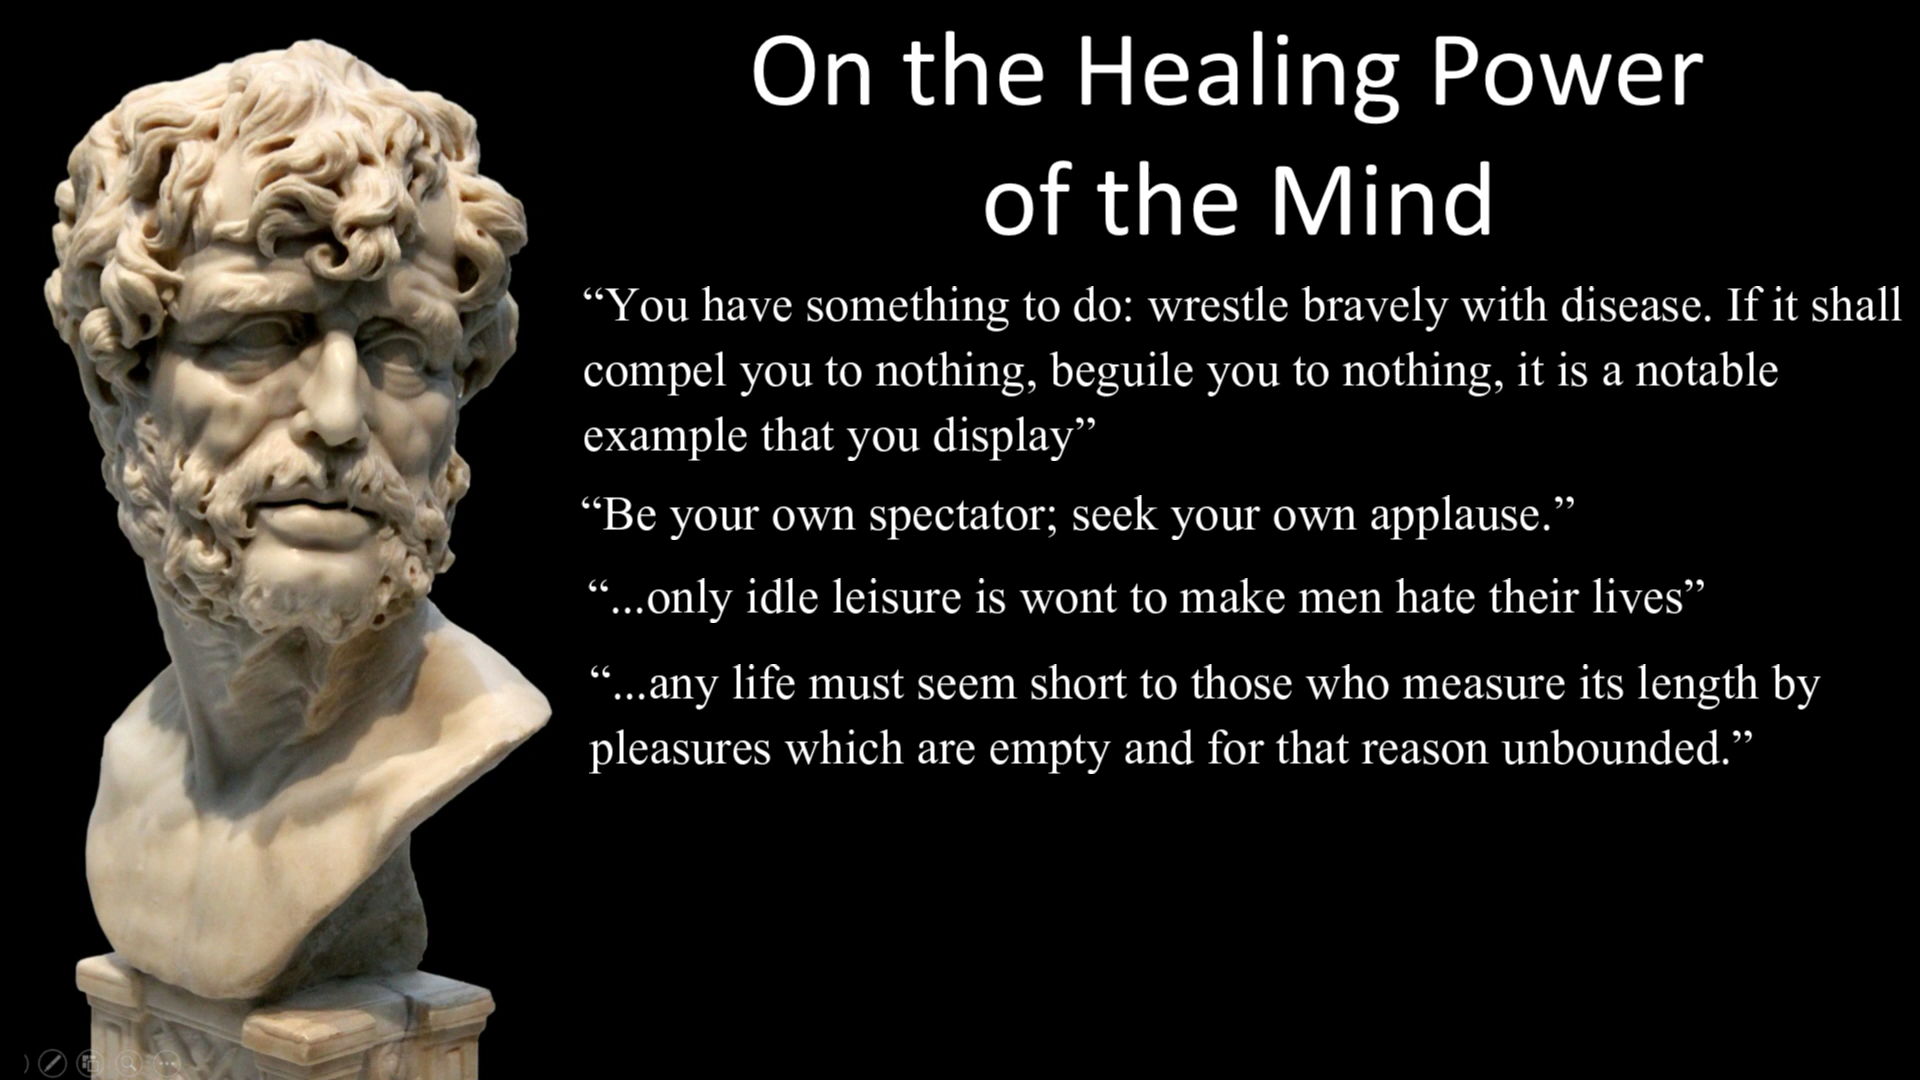 On the Healing Power
of the Mind
“You have something to do: wrestle bravely with disease. If it shall
compel you to nothing, beguile you to nothing, it is a notable
example that you display”
“Be your own spectator; seek your own applause.”
“...only idle leisure is wont to make men hate their lives”
“...any life must seem short to those who measure its length by
pleasures which are empty and for that reason unbounded.”